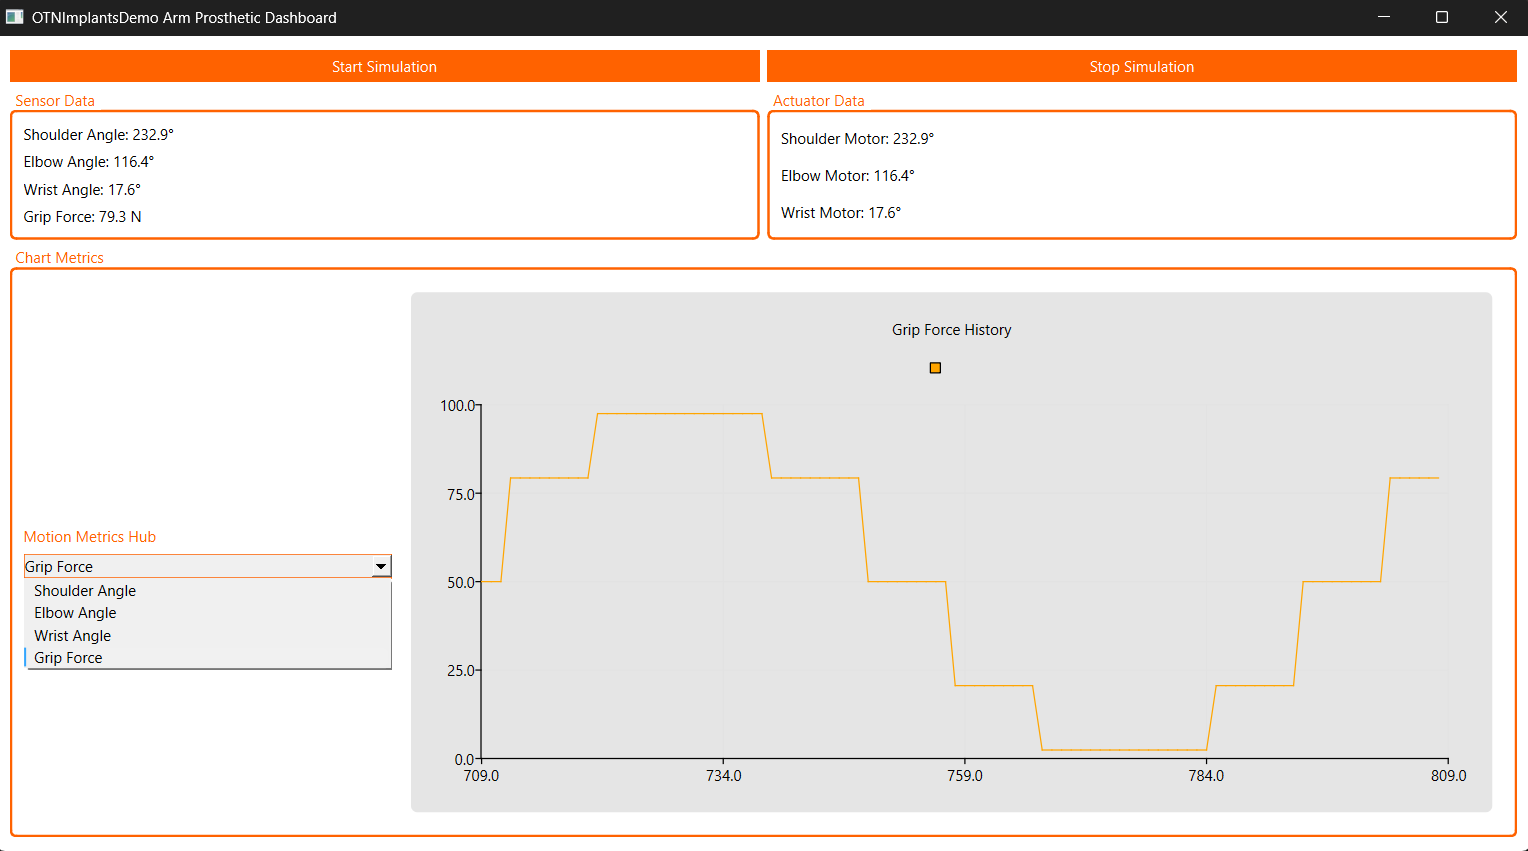 OTNImplantsDemo Arm Prosthetic Dashboard
Start Simulation
Stop Simulation
Sensor Data
Shoulder Angle: 232.9°
Elbow Angle: 116.4°
Wrist Angle: 17.6°
Grip Force: 79.3 N
Actuator Data
Shoulder Motor: 232.9°
Elbow Motor: 116.4°
Wrist Motor: 17.6°
Chart Metrics
Motion Metrics Hub
Grip Force
Shoulder Angle
Elbow Angle
Wrist Angle
Grip Force
Grip Force History
100.0
75.0
50.0
25.0
0.0
709.0
734.0
759.0
784.0
809.0